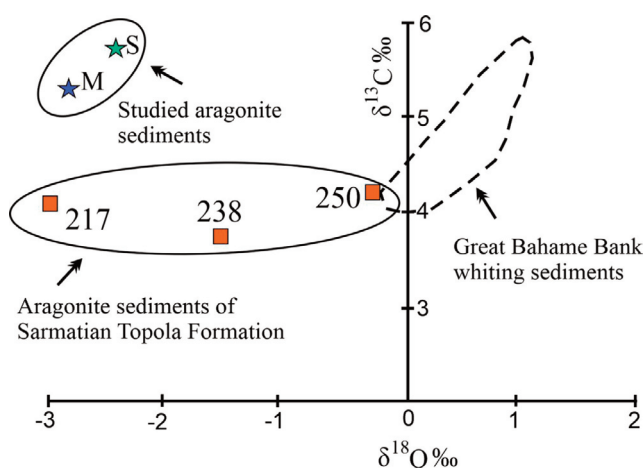 6
S
M
δ¹³C ‰
Studied aragonite
sediments
5
250
217
238
4
Great Bahame Bank
whiting sediments
Aragonite sediments of
Sarmatian Topola Formation
3
-3 -2 -1 0 1 2
δ¹⁸O ‰